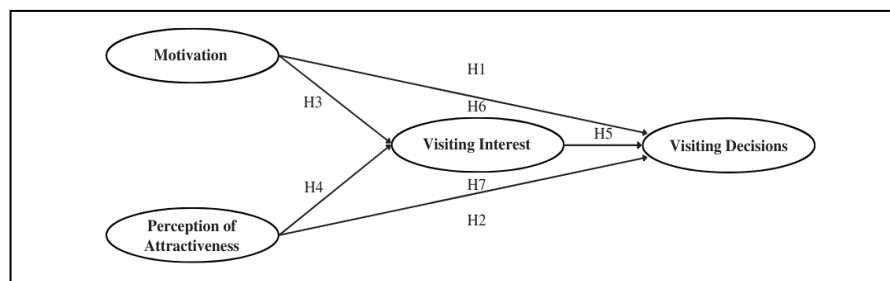 Motivation
H1
H3
H6
H5
Visiting Interest
Visiting Decisions
H4
H7
H2
Perception of
Attractiveness